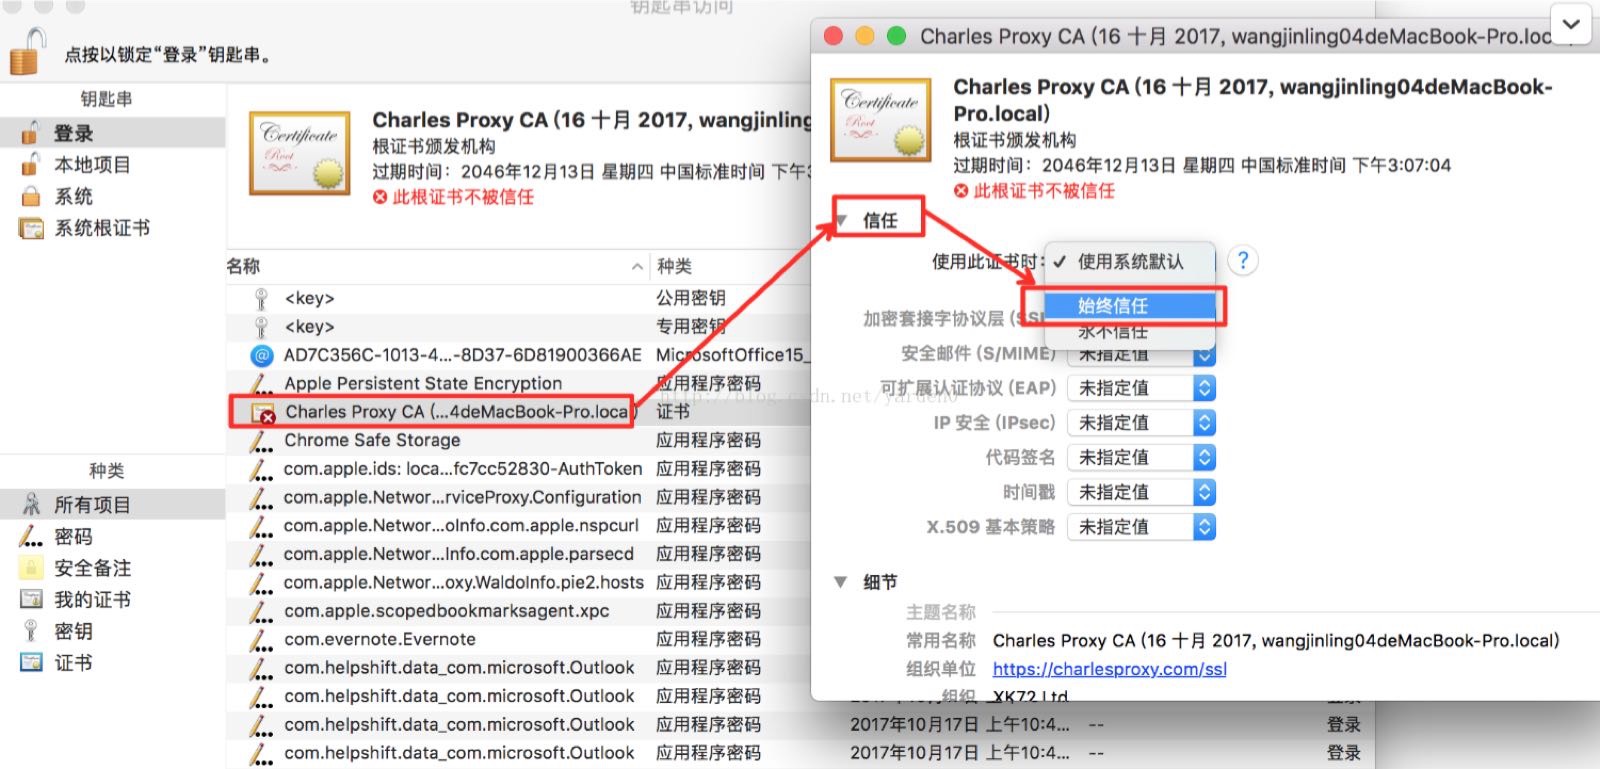 钥匙串访问
点按以锁定“登录”钥匙串。
钥匙串
登录
本地项目
系统
系统根证书
种类
所有项目
密码
安全备注
我的证书
密钥
证书
Certificate
Root
Charles Proxy CA (16 十月 2017, wangjinling
根证书颁发机构
过期时间：2046年12月13日 星期四 中国标准时间 下午3:
此根证书不被信任
名称 种类
<key> 公用密钥
<key> 专用密钥
AD7C356C-1013-4...-8D37-6D81900366AE MicrosoftOffice15_
Apple Persistent State Encryption 应用程序密码
Charles Proxy CA (...4deMacBook-Pro.local) 证书
Chrome Safe Storage 应用程序密码
com.apple.ids: loca...fc7cc52830-AuthToken 应用程序密码
com.apple.Networ...rviceProxy.Configuration 应用程序密码
com.apple.Networ...oInfo.com.apple.nspcurl 应用程序密码
com.apple.Networ...Info.com.apple.parsecd 应用程序密码
com.apple.Networ...oxy.WaldoInfo.pie2.hosts 应用程序密码
com.apple.scopedbookmarksagent.xpc 应用程序密码
com.evernote.Evernote 应用程序密码
com.helpshift.data_com.microsoft.Outlook 应用程序密码
com.helpshift.data_com.microsoft.Outlook 应用程序密码
com.helpshift.data_com.microsoft.Outlook 应用程序密码 2017年10月17日 上午10:4... -- 登录
com.helpshift.data_com.microsoft.Outlook 应用程序密码 2017年10月17日 上午10:4... -- 登录
Charles Proxy CA (16 十月 2017, wangjinling04deMacBook-Pro.loc
Certificate
Root
Charles Proxy CA (16 十月 2017, wangjinling04deMacBook-
Pro.local)
根证书颁发机构
过期时间：2046年12月13日 星期四 中国标准时间 下午3:07:04
此根证书不被信任
信任
使用此证书时： ✓ 使用系统默认 ?
始终信任
永不信任
加密套接字协议层 (SSL
安全邮件 (S/MIME) 未指定值
可扩展认证协议 (EAP) 未指定值
IP 安全 (IPsec) 未指定值
代码签名 未指定值
时间戳 未指定值
X.509 基本策略 未指定值
细节
主题名称
常用名称 Charles Proxy CA (16 十月 2017, wangjinling04deMacBook-Pro.local)
组织单位 https://charlesproxy.com/ssl
组织 XK72 Ltd
http://blog.csdn.net/yardeno